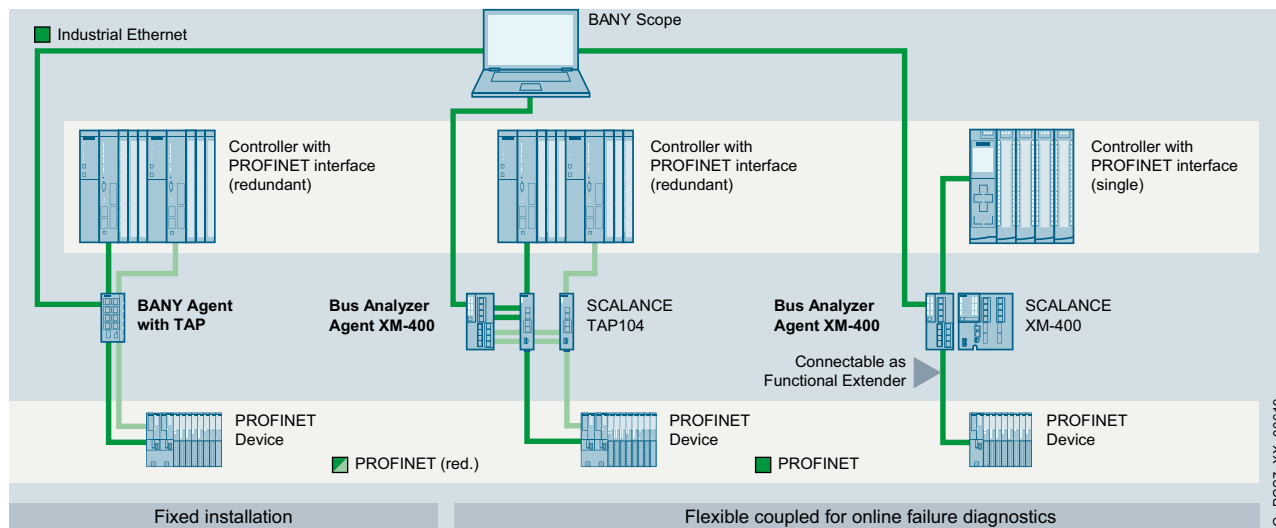 BANY Scope
Industrial Ethernet
Controller with
PROFINET interface
(redundant)
Controller with
PROFINET interface
(redundant)
Controller with
PROFINET interface
(single)
BANY Agent
with TAP
Bus Analyzer
Agent XM-400
SCALANCE
TAP104
Bus Analyzer
Agent XM-400
SCALANCE
XM-400
Connectable as
Functional Extender
PROFINET
Device
PROFINET
Device
PROFINET
Device
PROFINET (red.)
PROFINET
Fixed installation
Flexible coupled for online failure diagnostics